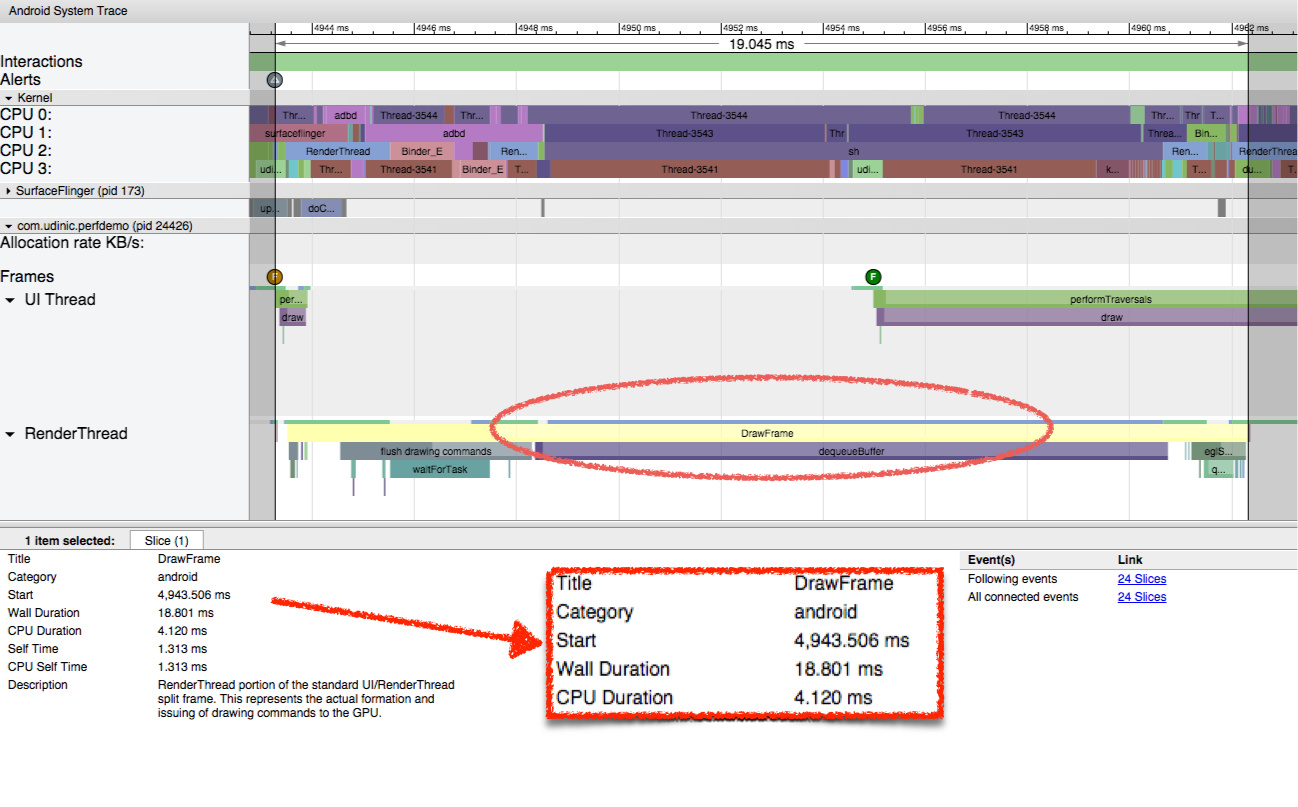 Android System Trace
4944 ms 4946 ms 4948 ms 4950 ms 4952 ms 4954 ms 4956 ms 4958 ms 4960 ms 4962 ms
19.045 ms
Interactions
Alerts
Kernel
CPU 0: Thr... adbd Thread-3544 Thr... Thread-3544 Thread-3544 Thr... Thr T...
CPU 1: surfaceflinger adbd Thread-3543 Thr Thread-3543 Threa... Bin...
CPU 2: RenderThread Binder_E Ren... sh Ren... RenderThrea
CPU 3: udi... Thr... Thread-3541 Binder_E T... Thread-3541 udi... Thread-3541 k... T... du... T.
SurfaceFlinger (pid 173)
up... doC...
com.udinic.perfdemo (pid 24426)
Allocation rate KB/s:
Frames F F
UI Thread per... performTraversals
draw draw
RenderThread DrawFrame
flush drawing commands dequeueBuffer eglS...
waitForTask q...
1 item selected: Slice (1)
Title DrawFrame
Category android
Start 4,943.506 ms
Wall Duration 18.801 ms
CPU Duration 4.120 ms
Self Time 1.313 ms
CPU Self Time 1.313 ms
Description RenderThread portion of the standard UI/RenderThread
split frame. This represents the actual formation and
issuing of drawing commands to the GPU.
Title DrawFrame
Category android
Start 4,943.506 ms
Wall Duration 18.801 ms
CPU Duration 4.120 ms
Event(s) Link
Following events 24 Slices
All connected events 24 Slices